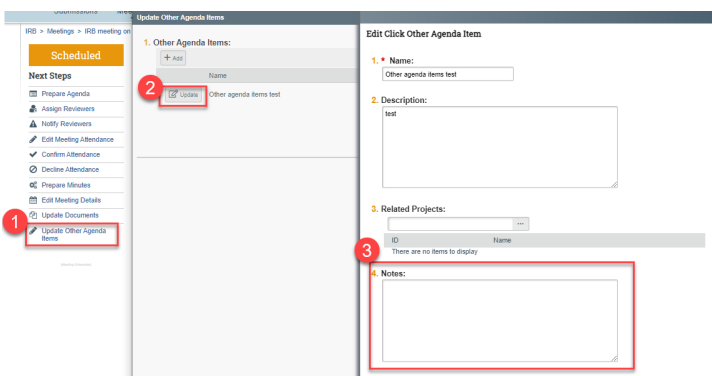 Submissions
Update Other Agenda Items
IRB > Meetings > IRB meeting on
Scheduled
Next Steps
Prepare Agenda
Assign Reviewers
Notify Reviewers
Edit Meeting Attendance
Confirm Attendance
Decline Attendance
Prepare Minutes
Edit Meeting Details
Update Documents
1
Update Other Agenda
Items
1. Other Agenda Items:
+ Add
Name
2
Update Other agenda items test
Edit Click Other Agenda Item
1. * Name:
Other agenda items test
2. Description:
test
3. Related Projects:
...
ID Name
There are no items to display
3
4. Notes: